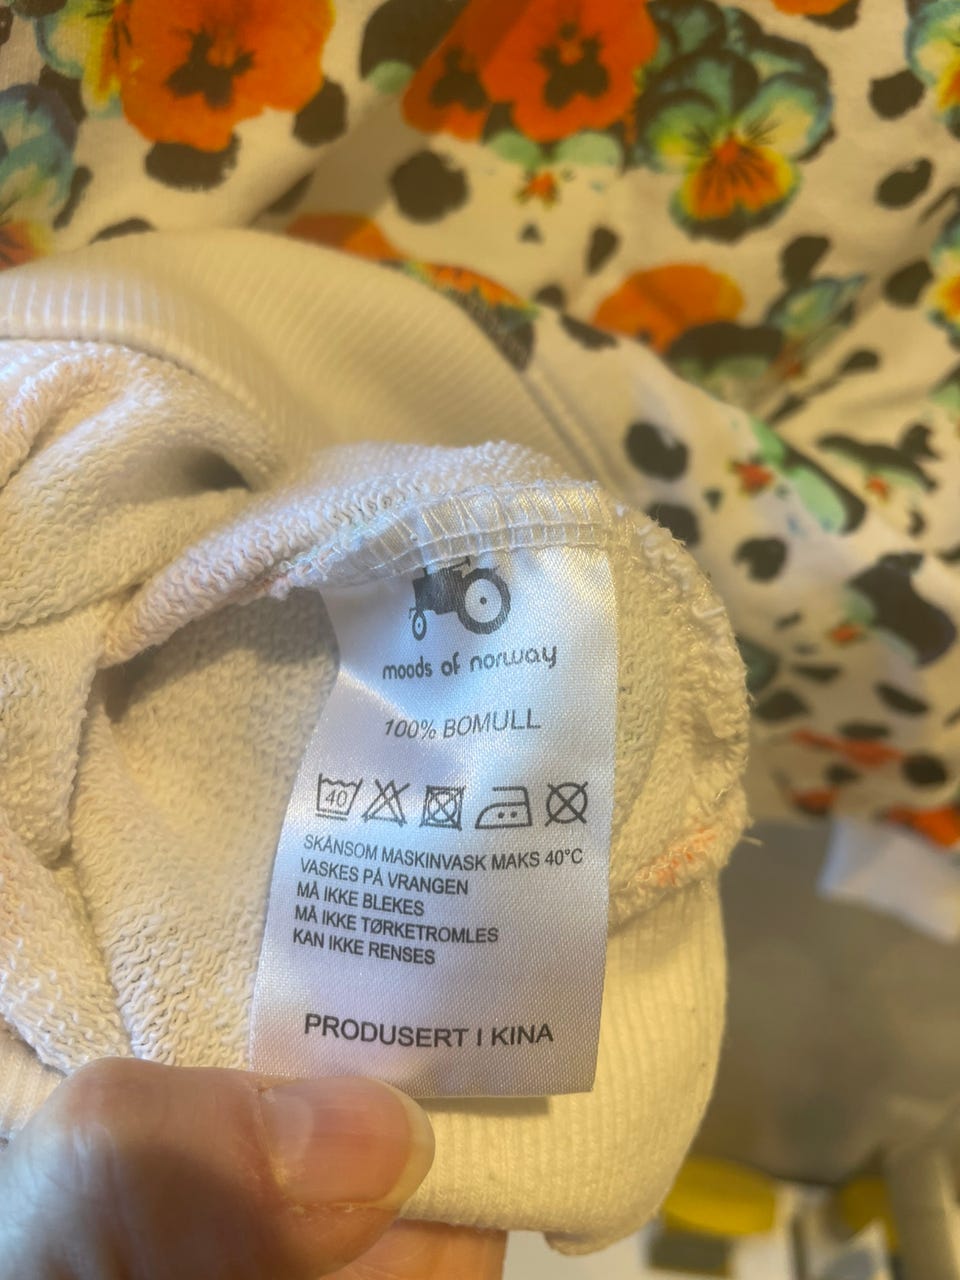 moods of norway
100% BOMULL
40
SKÅNSOM MASKINVASK MAKS 40°C
VASKES PÅ VRANGEN
MÅ IKKE BLEKES
MÅ IKKE TØRKETROMLES
KAN IKKE RENSES
PRODUSERT I KINA